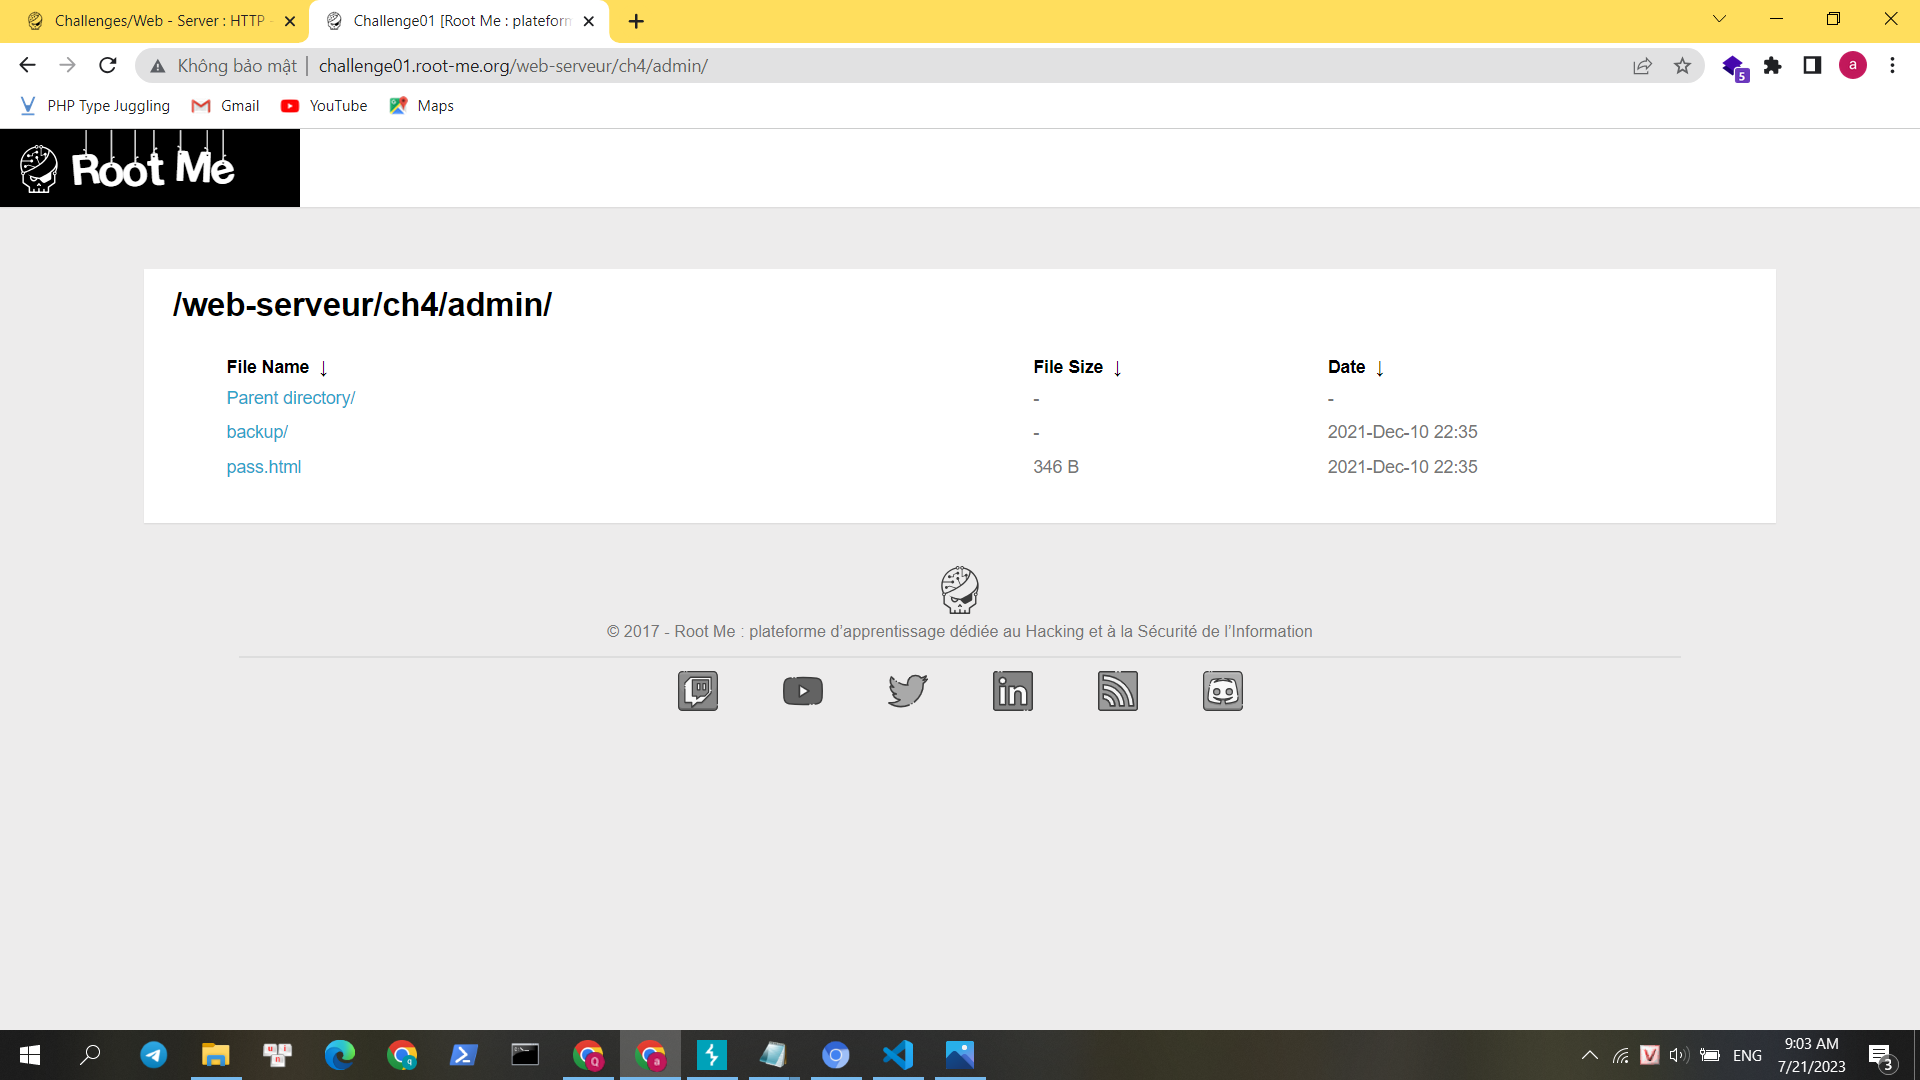 Challenges/Web - Server : HTTP -
Challenge01 [Root Me : plateform
Không bảo mật | challenge01.root-me.org/web-serveur/ch4/admin/
5
a
PHP Type Juggling
Gmail
YouTube
Maps
Root Me
/web-serveur/ch4/admin/
File Name ↓ File Size ↓ Date ↓
Parent directory/ - -
backup/ - 2021-Dec-10 22:35
pass.html 346 B 2021-Dec-10 22:35
© 2017 - Root Me : plateforme d’apprentissage dédiée au Hacking et à la Sécurité de l’Information
in
ENG
9:03 AM
7/21/2023
3